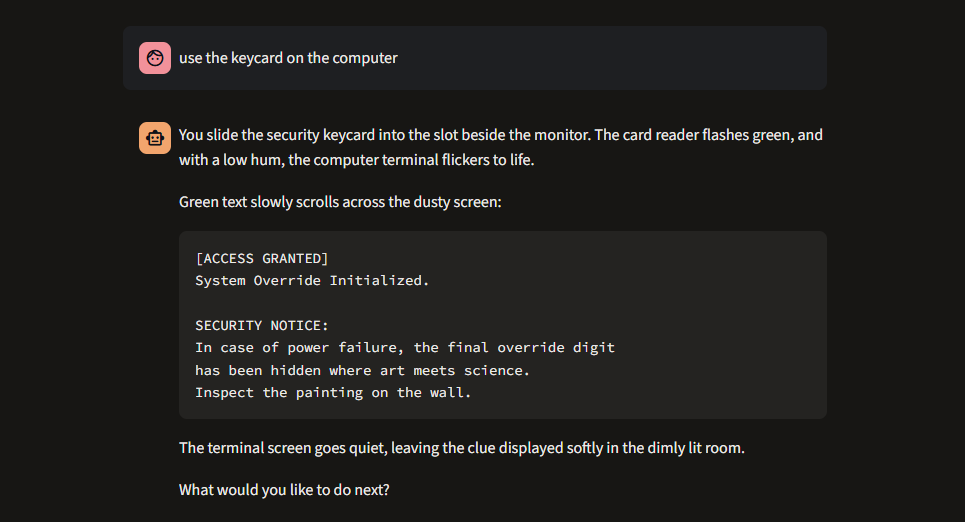 use the keycard on the computer
You slide the security keycard into the slot beside the monitor. The card reader flashes green, and
with a low hum, the computer terminal flickers to life.
Green text slowly scrolls across the dusty screen:
[ACCESS GRANTED]
System Override Initialized.
SECURITY NOTICE:
In case of power failure, the final override digit
has been hidden where art meets science.
Inspect the painting on the wall.
The terminal screen goes quiet, leaving the clue displayed softly in the dimly lit room.
What would you like to do next?